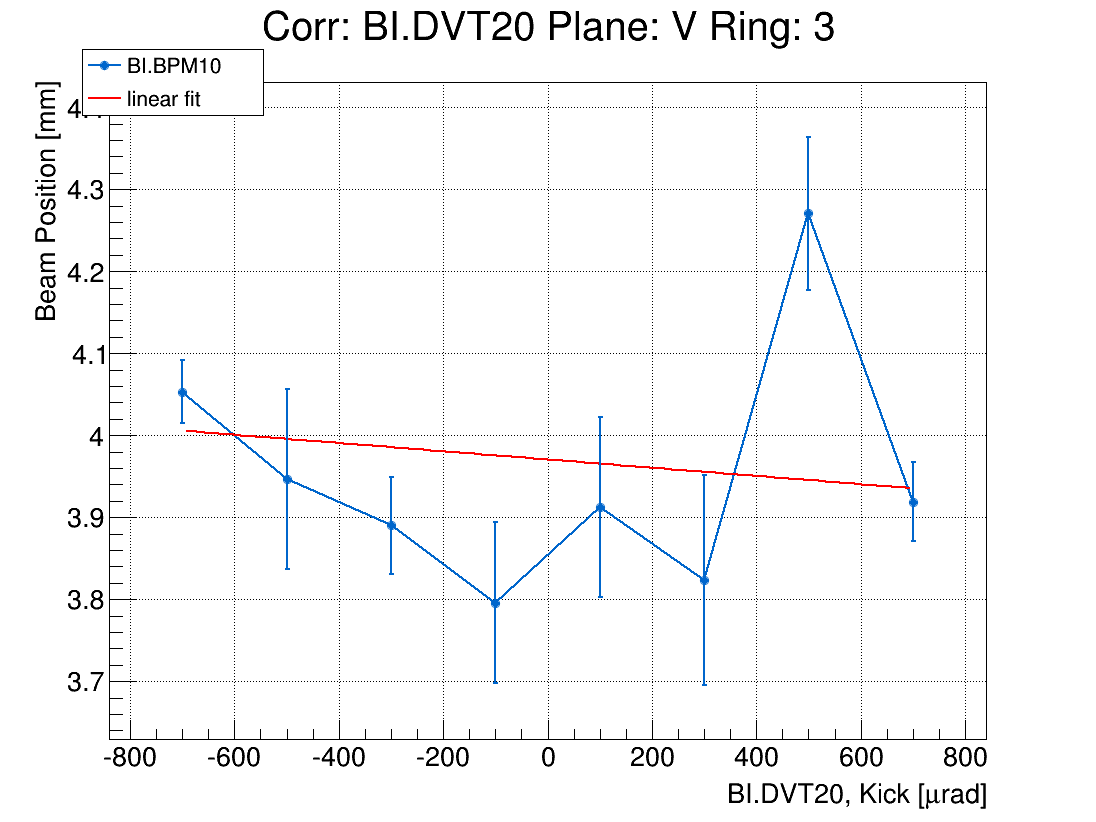 Corr: BI.DVT20 Plane: V Ring: 3
BI.BPM10
linear fit
Beam Position [mm]
4.3
4.2
4.1
4
3.9
3.8
3.7
-800 -600 -400 -200 0 200 400 600 800
BI.DVT20, Kick [μrad]